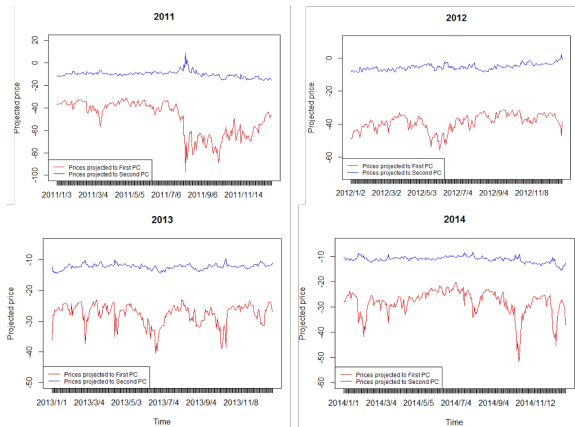 2011
Projected price
20
0
-20
-40
-60
-80
-100
Prices projected to First PC
Prices projected to Second PC
2011/1/3 2011/3/4 2011/5/5 2011/7/6 2011/9/6 2011/11/14
2012
Projected price
0
-20
-40
-60
Prices projected to First PC
Prices projected to Second PC
2012/1/2 2012/3/2 2012/5/3 2012/7/4 2012/9/4 2012/11/8
2013
Projected price
-10
-20
-30
-40
-50
Prices projected to First PC
Prices projected to Second PC
2013/1/1 2013/3/4 2013/5/3 2013/7/4 2013/9/4 2013/11/8
Time
2014
Projected price
-10
-20
-30
-40
-50
-60
Prices projected to First PC
Prices projected to Second PC
2014/1/1 2014/3/4 2014/5/5 2014/7/4 2014/9/4 2014/11/12
Time